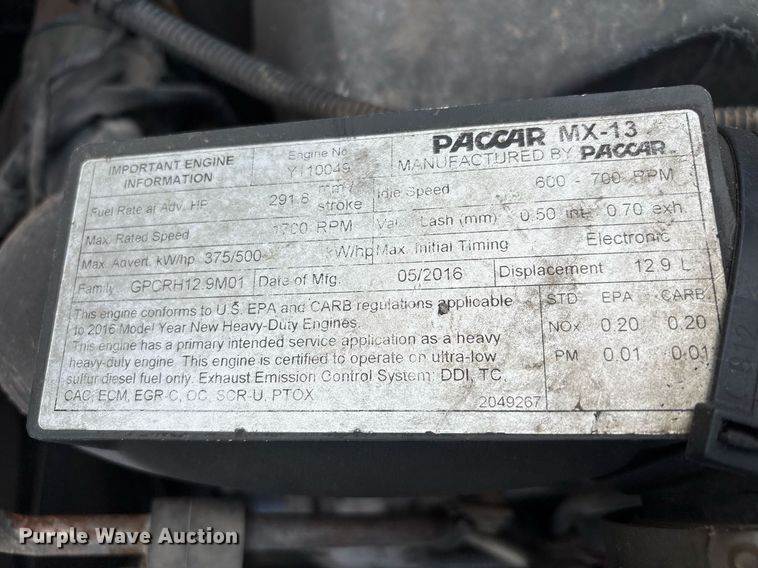 IMPORTANT ENGINE INFORMATION
Engine No.
Y110049
PACCAR MX-13
MANUFACTURED BY PACCAR
Fuel Rate at Adv. HP 291.8 stroke
Idle Speed 600 - 700 RPM
Max. Rated Speed 1700 RPM
Lash (mm) 0.50 int. 0.70 exh.
Max. Advert. kW/hp 375/500 kW/hp
Max. Initial Timing Electronic
Family GPCRH12.9M01
Date of Mfg. 05/2016
Displacement 12.9 L
This engine conforms to U.S. EPA and CARB regulations applicable
to 2016 Model Year New Heavy-Duty Engines.
This engine has a primary intended service application as a heavy
heavy-duty engine. This engine is certified to operate on ultra-low
sulfur diesel fuel only. Exhaust Emission Control System: DDI, TC,
CAC, ECM, EGR-C, OC, SCR-U, PTOX
STD EPA CARB
NOx 0.20 0.20
PM 0.01 0.01
2049267
Purple Wave Auction